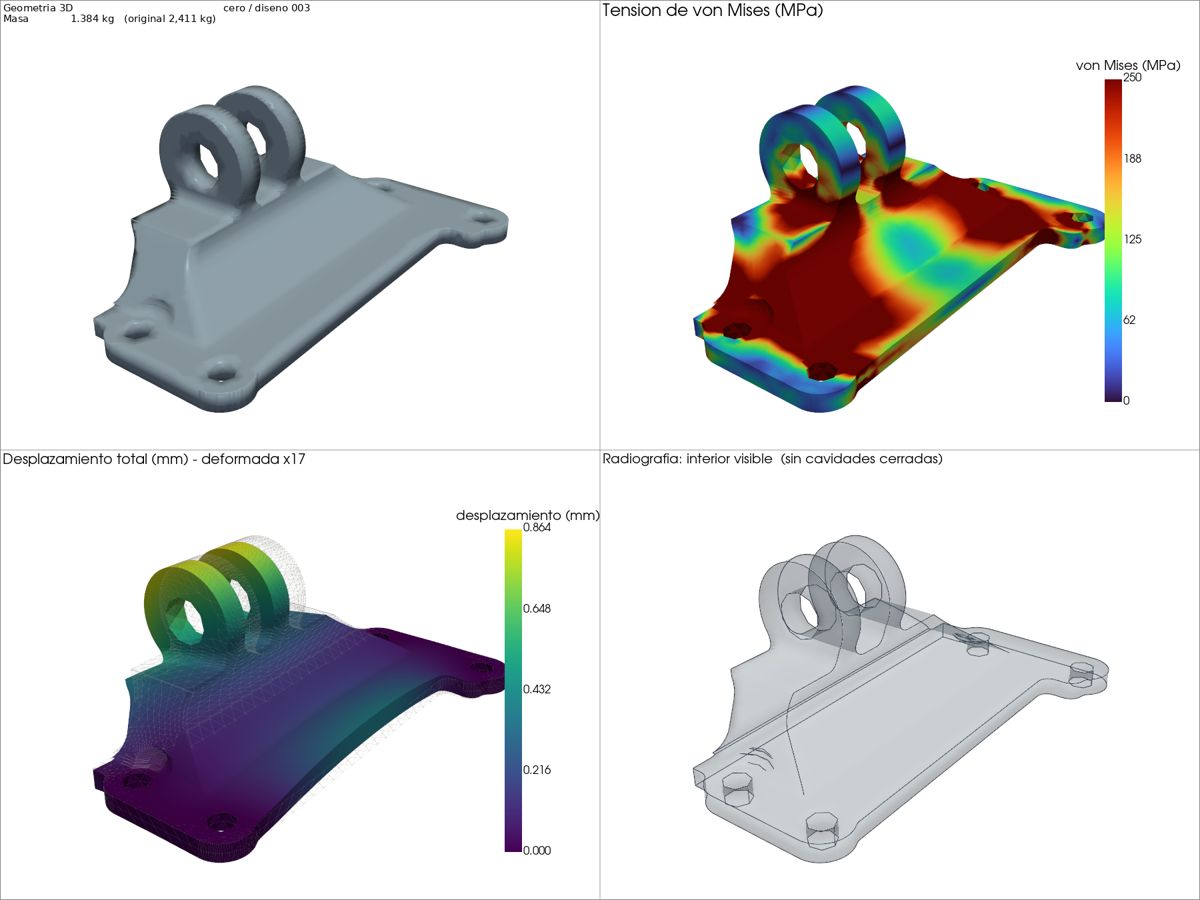 Geometria 3D cero / diseno 003
Masa 1.384 kg (original 2,411 kg)
Tension de von Mises (MPa)
von Mises (MPa)
250
188
125
62
0
Desplazamiento total (mm) - deformada x17
desplazamiento (mm)
0.864
0.648
0.432
0.216
0.000
Radiografia: interior visible (sin cavidades cerradas)